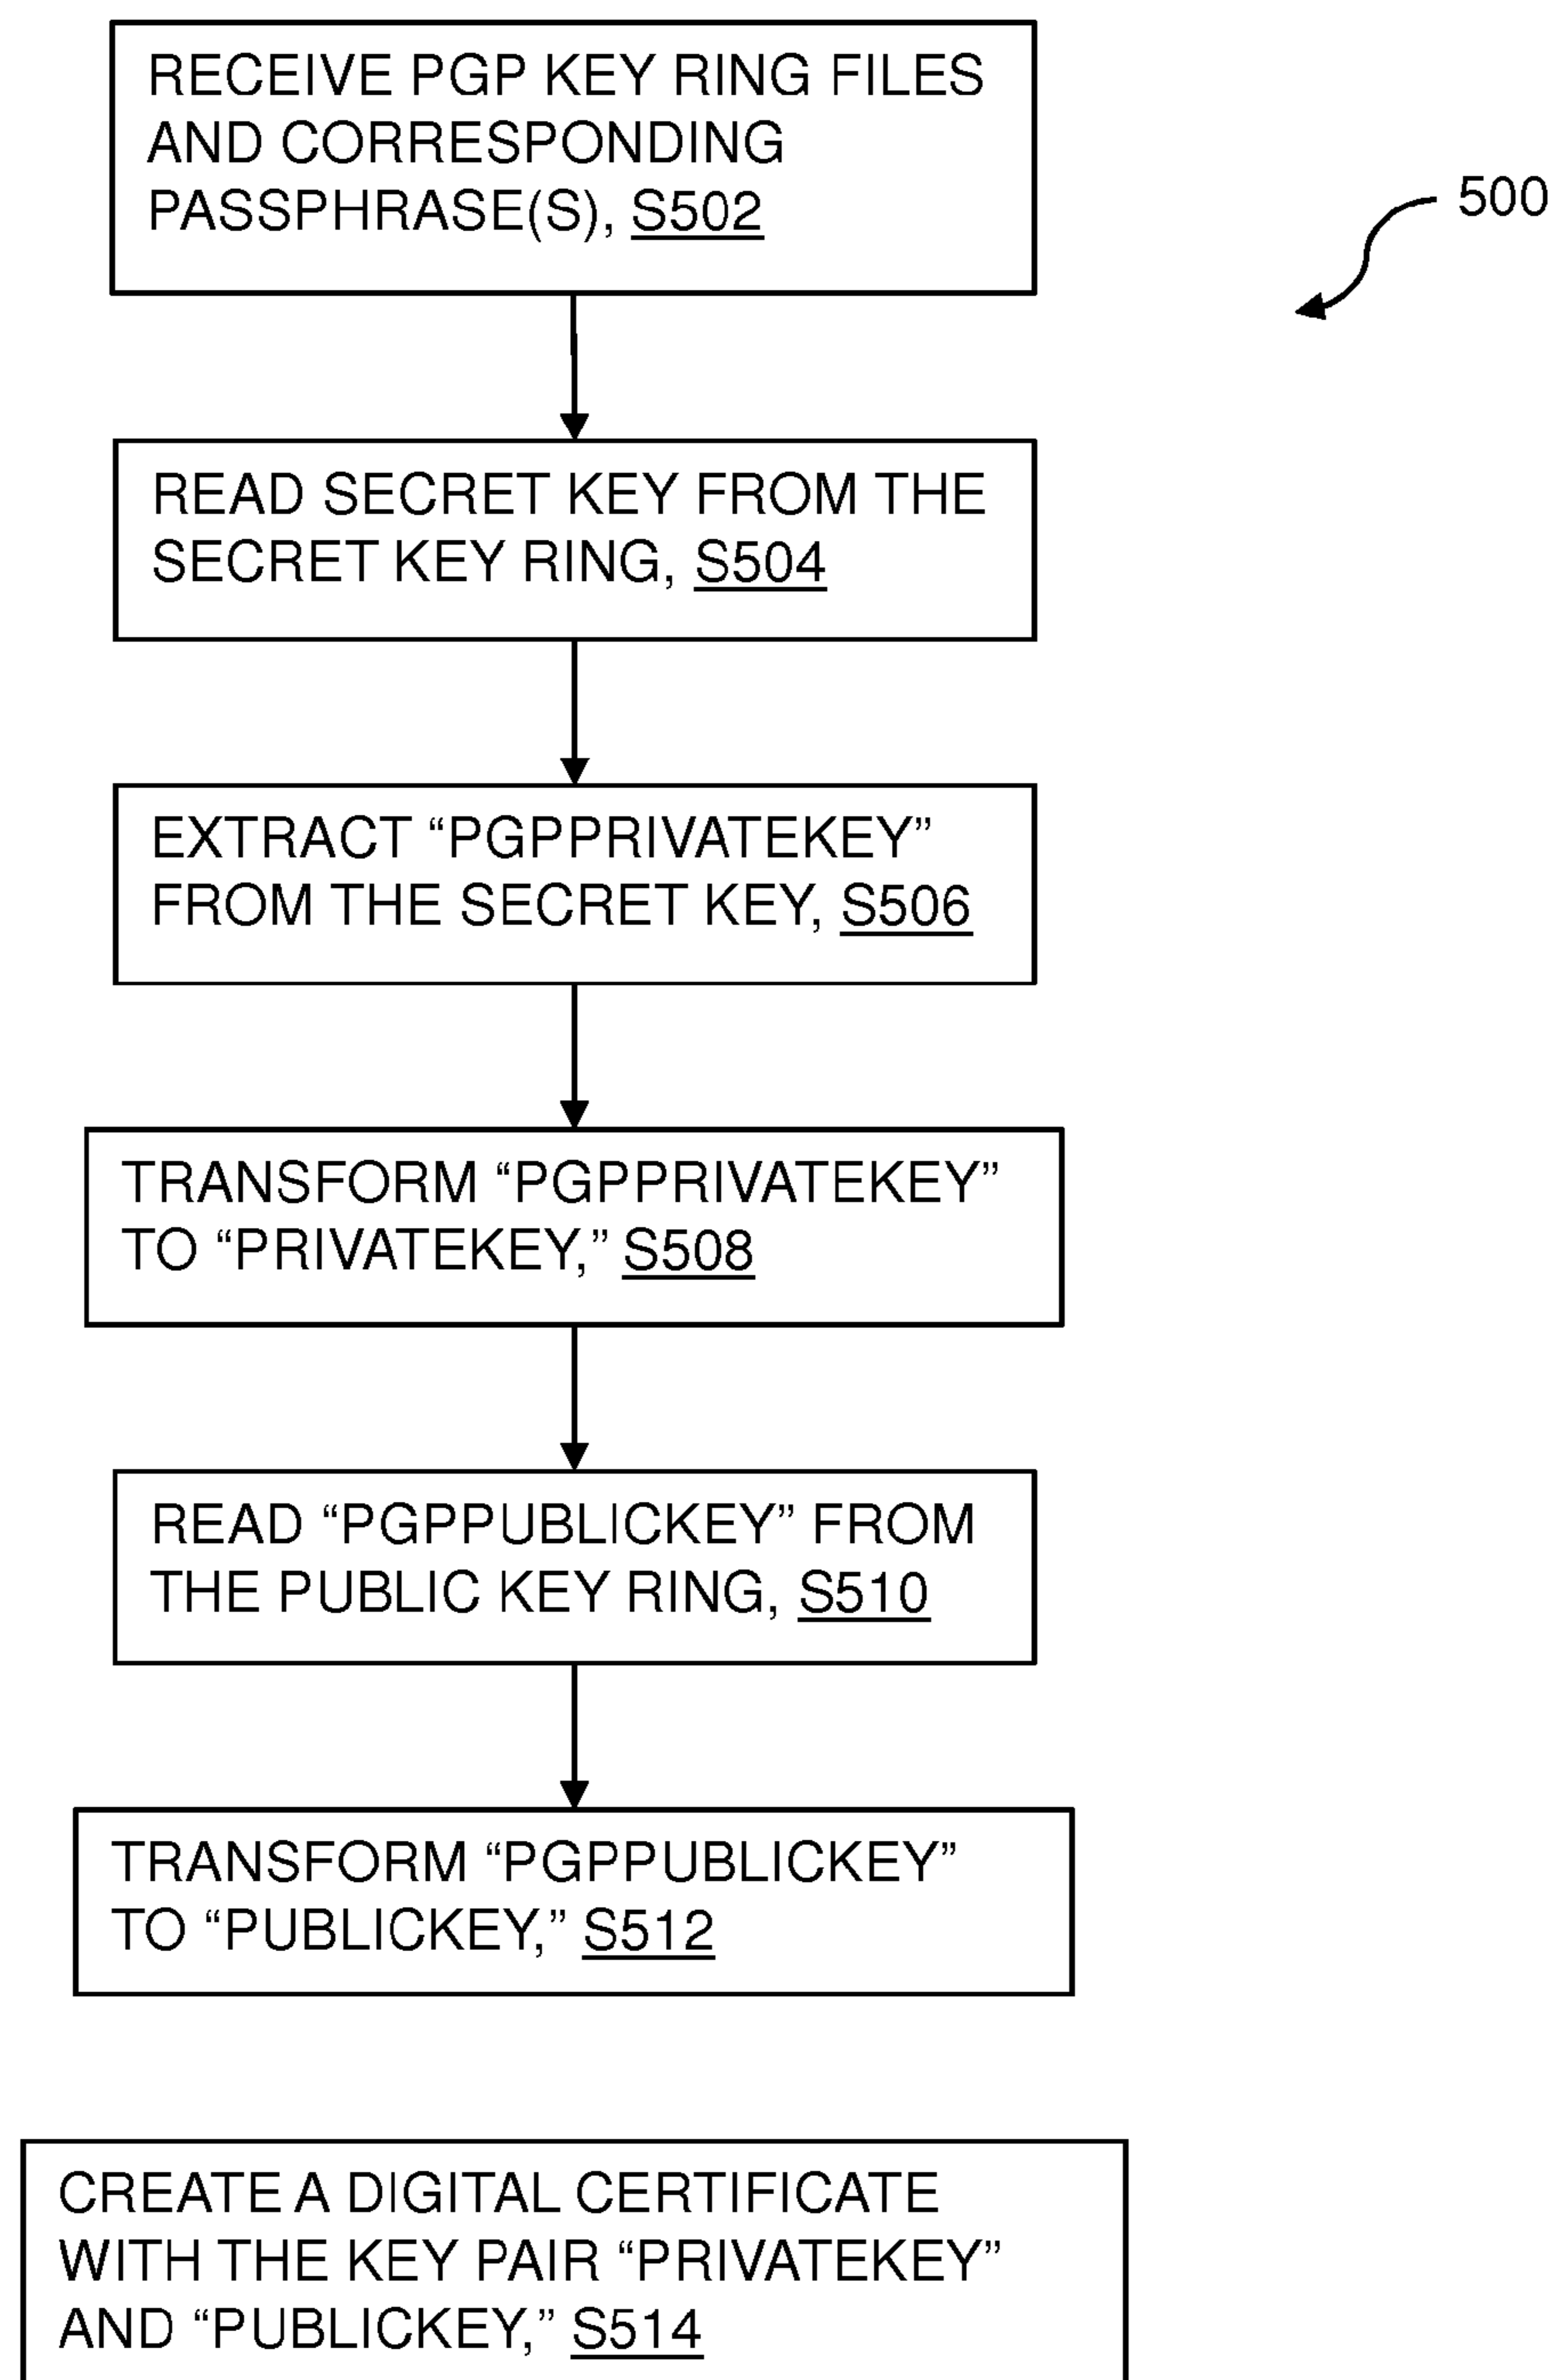 RECEIVE PGP KEY RING FILES
AND CORRESPONDING
PASSPHRASE(S), S502
500
READ SECRET KEY FROM THE
SECRET KEY RING, S504
EXTRACT “PGPPRIVATEKEY”
FROM THE SECRET KEY, S506
TRANSFORM “PGPPRIVATEKEY”
TO “PRIVATEKEY,” S508
READ “PGPPUBLICKEY” FROM
THE PUBLIC KEY RING, S510
TRANSFORM “PGPPUBLICKEY”
TO “PUBLICKEY,” S512
CREATE A DIGITAL CERTIFICATE
WITH THE KEY PAIR “PRIVATEKEY”
AND “PUBLICKEY,” S514